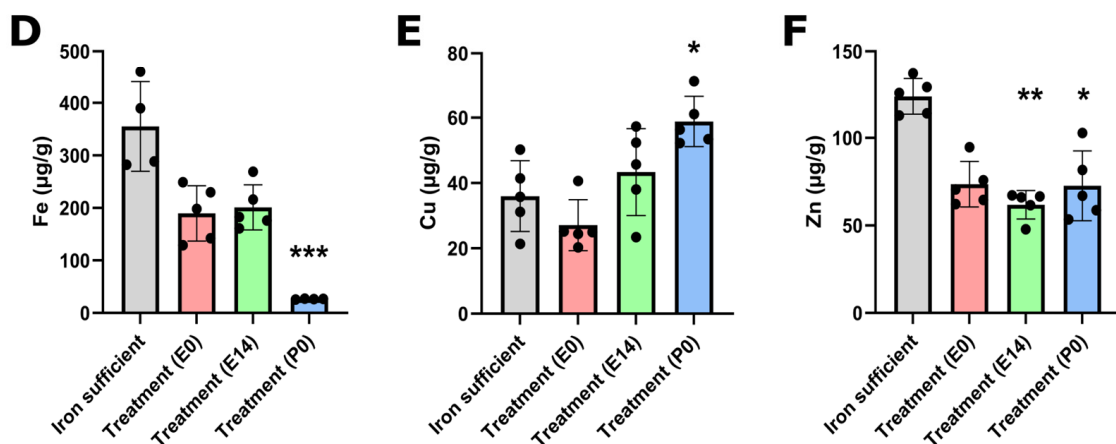 D
Fe (µg/g)
500
400
300
200
100
0
***
Iron sufficient
Treatment (E0)
Treatment (E14)
Treatment (P0)
E
Cu (µg/g)
80
60
40
20
0
*
Iron sufficient
Treatment (E0)
Treatment (E14)
Treatment (P0)
F
Zn (µg/g)
150
100
50
0
**
*
Iron sufficient
Treatment (E0)
Treatment (E14)
Treatment (P0)